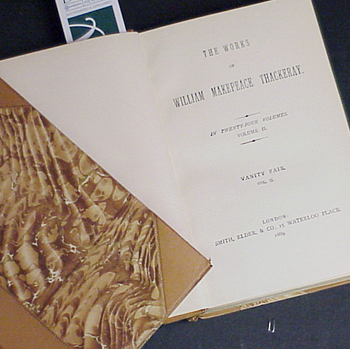 THE WORKS
OF
WILLIAM MAKEPEACE THACKERAY.
IN TWENTY-FOUR VOLUMES
VOLUME II.
VANITY FAIR
VOL. II.
LONDON:
SMITH, ELDER, & CO., 15 WATERLOO PLACE.